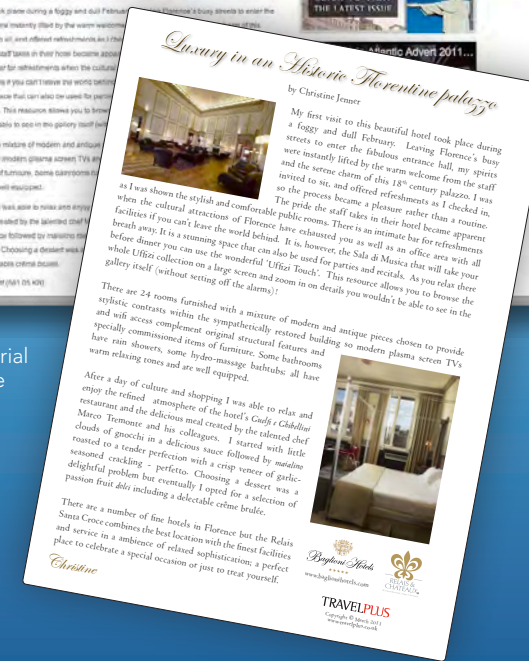 THE LATEST ISSUE
Atlantic Advert 2011...
rial
e
Luxury in an Historic Florentine palazzo
by Christine Jenner
My first visit to this beautiful hotel took place during
a foggy and dull February. Leaving Florence's busy
streets to enter the fabulous entrance hall, my spirits
were instantly lifted by the warm welcome from the staff
and the serene charm of this 18th century palazzo. I was
invited to sit, and offered refreshments as I checked in,
so the process became a pleasure rather than a routine.
The pride the staff takes in their hotel became apparent
as I was shown the stylish and comfortable public rooms. There is an intimate bar for refreshments
when the cultural attractions of Florence have exhausted you as well as an office area with all
facilities if you can't leave the world behind. It is, however, the Sala di Musica that will take your
breath away. It is a stunning space that can also be used for parties and recitals. As you relax there
before dinner you can use the wonderful 'Uffizi Touch'. This resource allows you to browse the
whole Uffizi collection on a large screen and zoom in on details you wouldn't be able to see in the
gallery itself (without setting off the alarms)!
There are 24 rooms furnished with a mixture of modern and antique pieces chosen to provide
stylistic contrasts within the sympathetically restored building so modern plasma screen TV's
and wifi access complement original structural features and
specially commissioned items of furniture. Some bathrooms
have rain showers, some hydro-massage bathtubs; all have
warm relaxing tones and are well equipped.
After a day of culture and shopping I was able to relax and
enjoy the refined atmosphere of the hotel's Guelfi e Ghibellini
restaurant and the delicious meal created by the talented chef
Marco Tremonte and his colleagues. I started with little
clouds of gnocchi in a delicious sauce followed by maialino
roasted to a tender perfection with a crisp veneer of garlic-
seasoned crackling - perfetto. Choosing a dessert was a
delightful problem but eventually I opted for a selection of
passion fruit dolci including a delectable crème brulée.
There are a number of fine hotels in Florence but the Relais
Santa Croce combines the best location with the finest facilities
and service in a ambience of relaxed sophistication; a perfect
place to celebrate a special occasion or just to treat yourself.
Christine
Baglioni Hotels
www.baglionihotels.com
RELAIS &
CHATEAUX
TRAVELPLUS
Copyright © March 2011
www.travelplus.co.uk